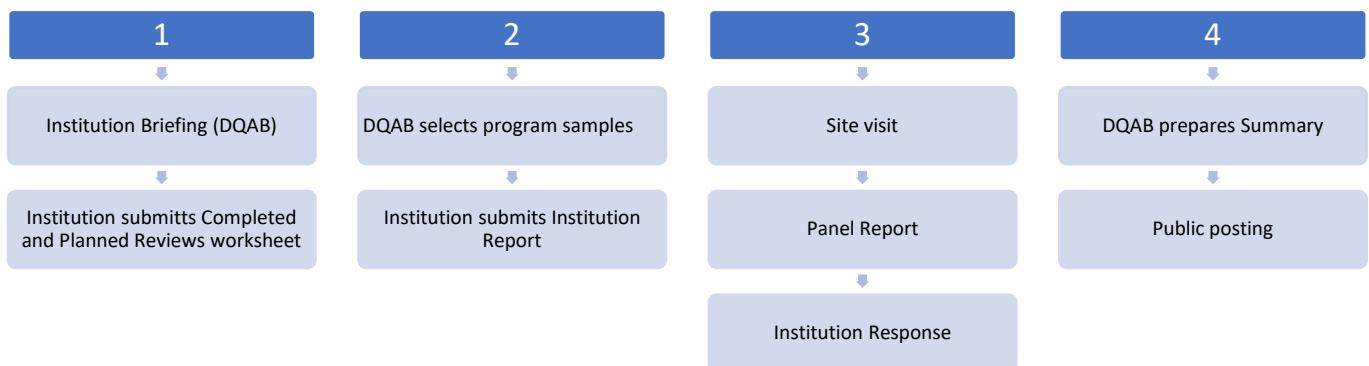 1
Institution Briefing (DQAB)
Institution submitts Completed
and Planned Reviews worksheet
2
DQAB selects program samples
Institution submits Institution
Report
3
Site visit
Panel Report
Institution Response
4
DQAB prepares Summary
Public posting